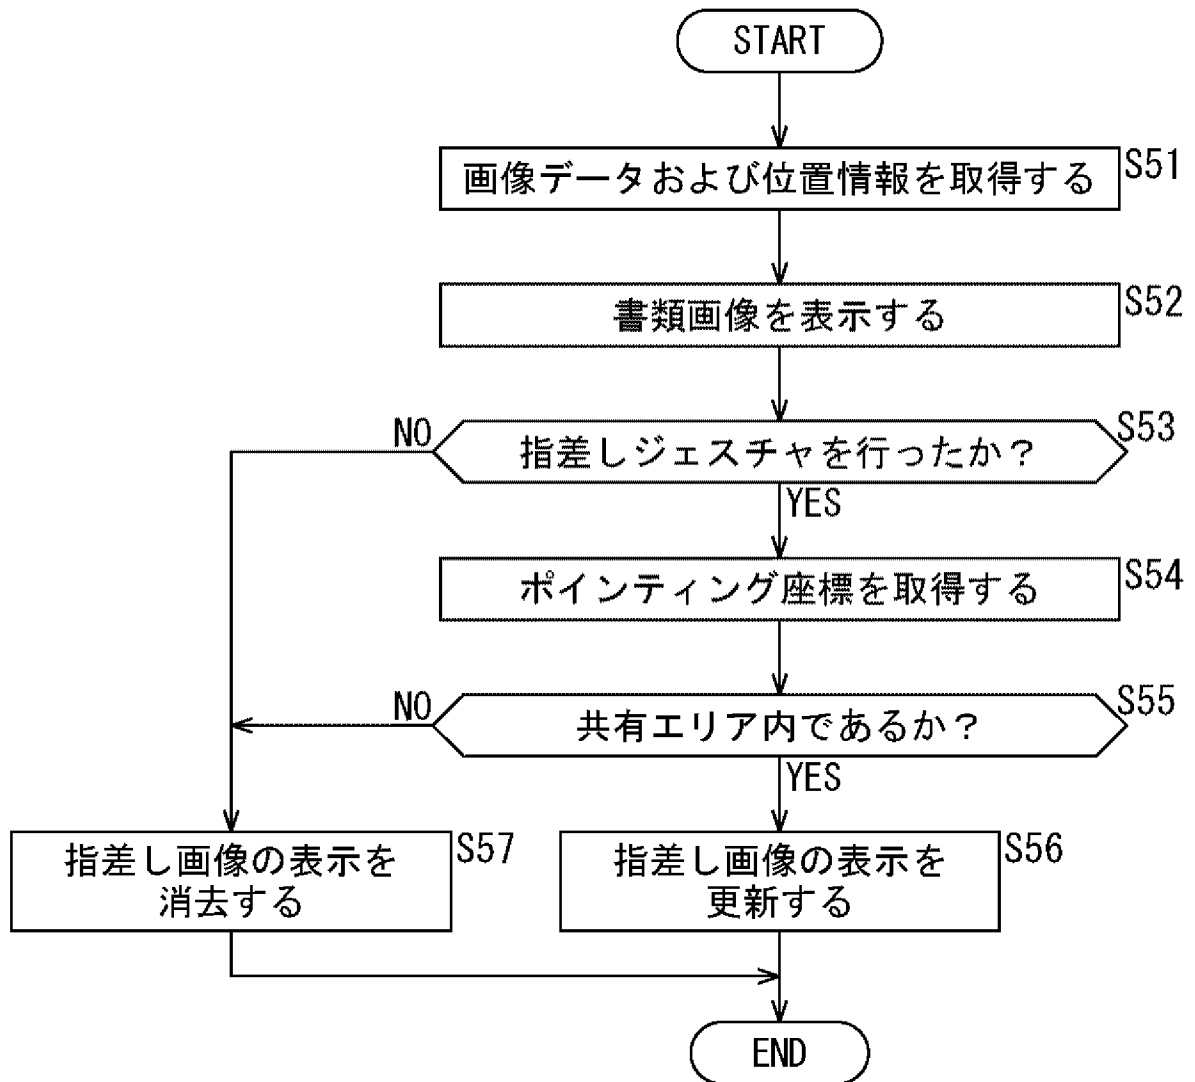 START
画像データおよび位置情報を取得する
S51
書類画像を表示する
S52
指差しジェスチャを行ったか?
S53
NO
YES
ポインティング座標を取得する
S54
共有エリア内であるか?
S55
NO
YES
指差し画像の表示を
消去する
S57
指差し画像の表示を
更新する
S56
END